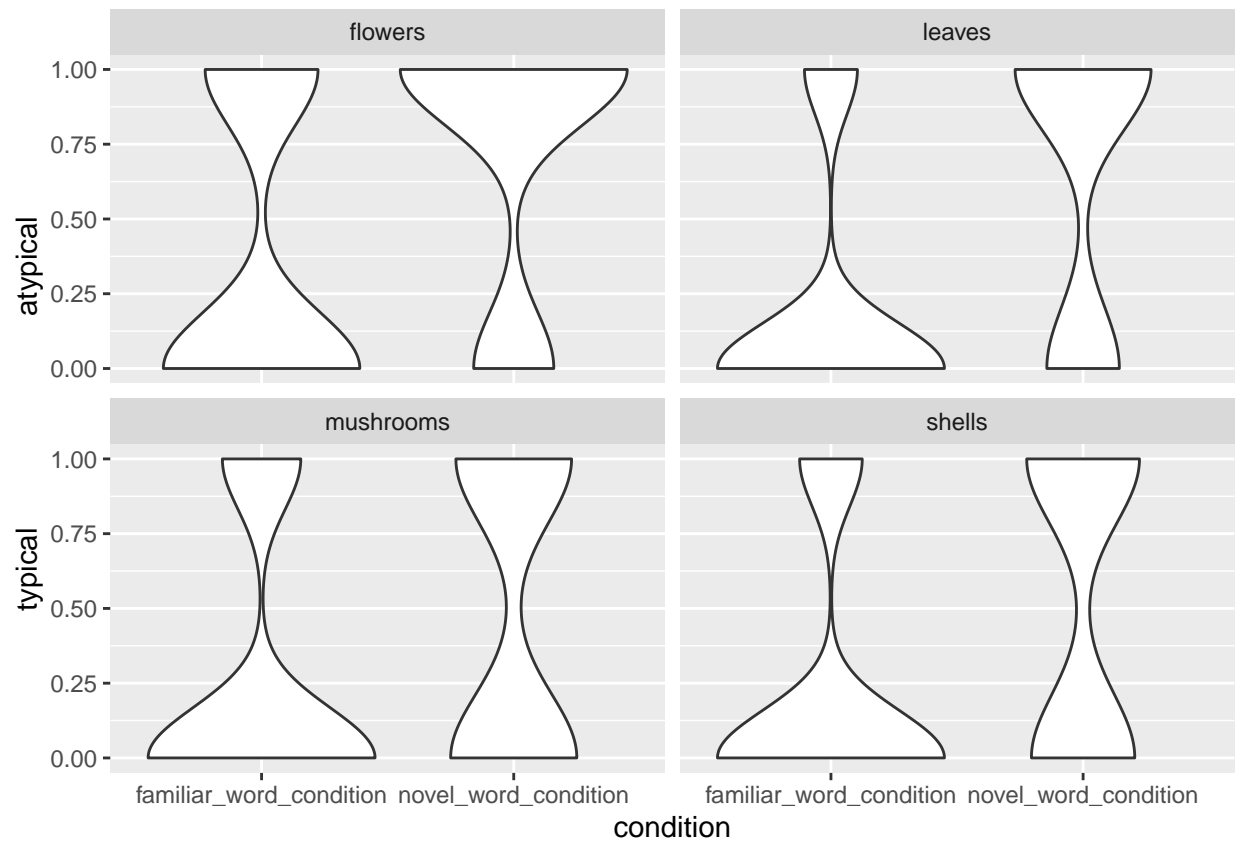 flowers
leaves
atypical
1.00
0.75
0.50
0.25
0.00
mushrooms
shells
typical
1.00
0.75
0.50
0.25
0.00
familiar_word_condition novel_word_condition
familiar_word_condition novel_word_condition
condition